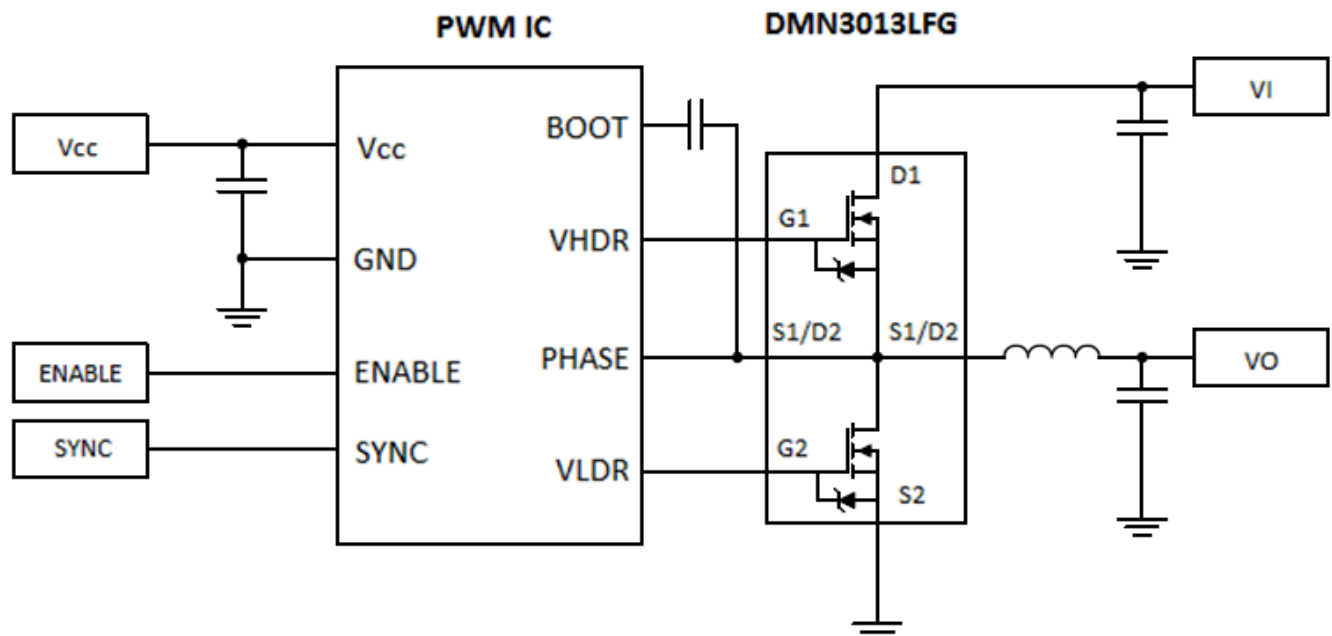 PWM IC
DMN3013LFG
Vcc
Vcc
GND
ENABLE
ENABLE
SYNC
SYNC
BOOT
VHDR
PHASE
VLDR
D1
G1
S1/D2
S1/D2
G2
S2
VI
VO